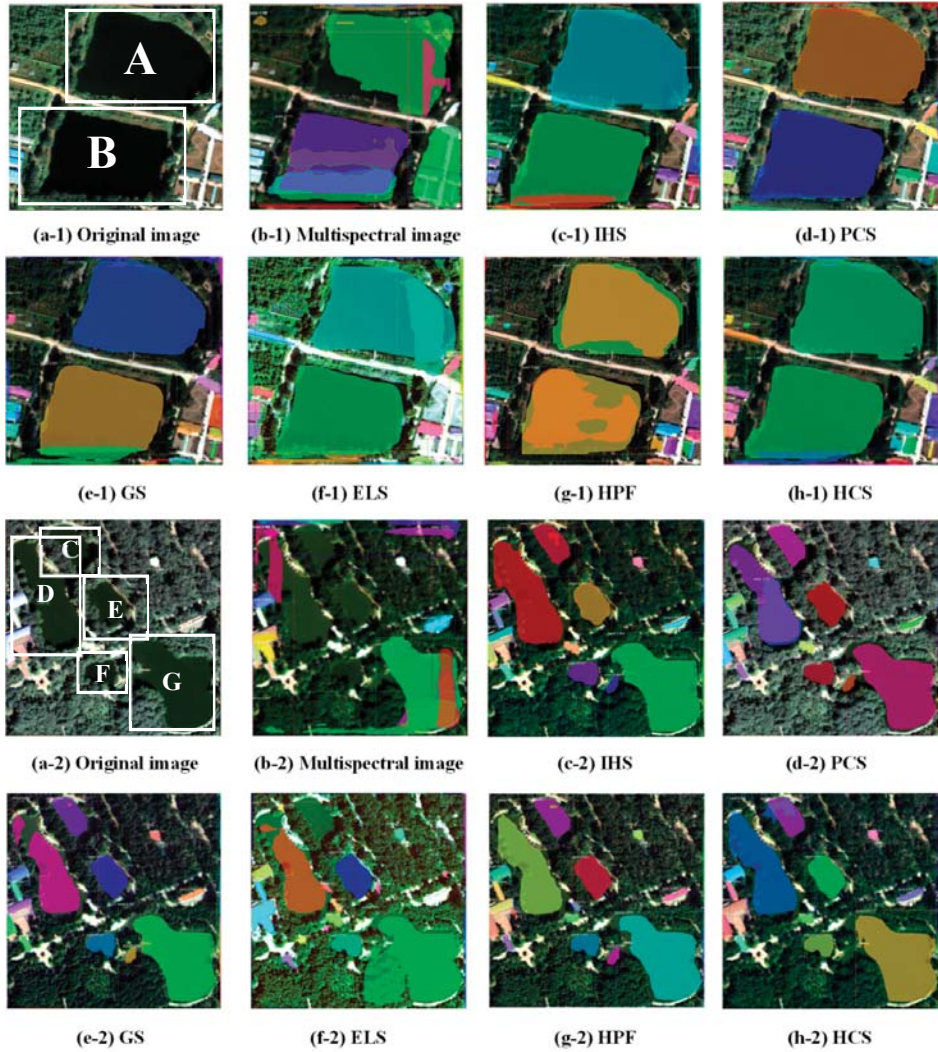 A
B
(a-1) Original image
(b-1) Multispectral image
(c-1) IHS
(d-1) PCS
(e-1) GS
(f-1) ELS
(g-1) HPF
(h-1) HCS
C
D
E
F
G
(a-2) Original image
(b-2) Multispectral image
(c-2) IHS
(d-2) PCS
(e-2) GS
(f-2) ELS
(g-2) HPF
(h-2) HCS